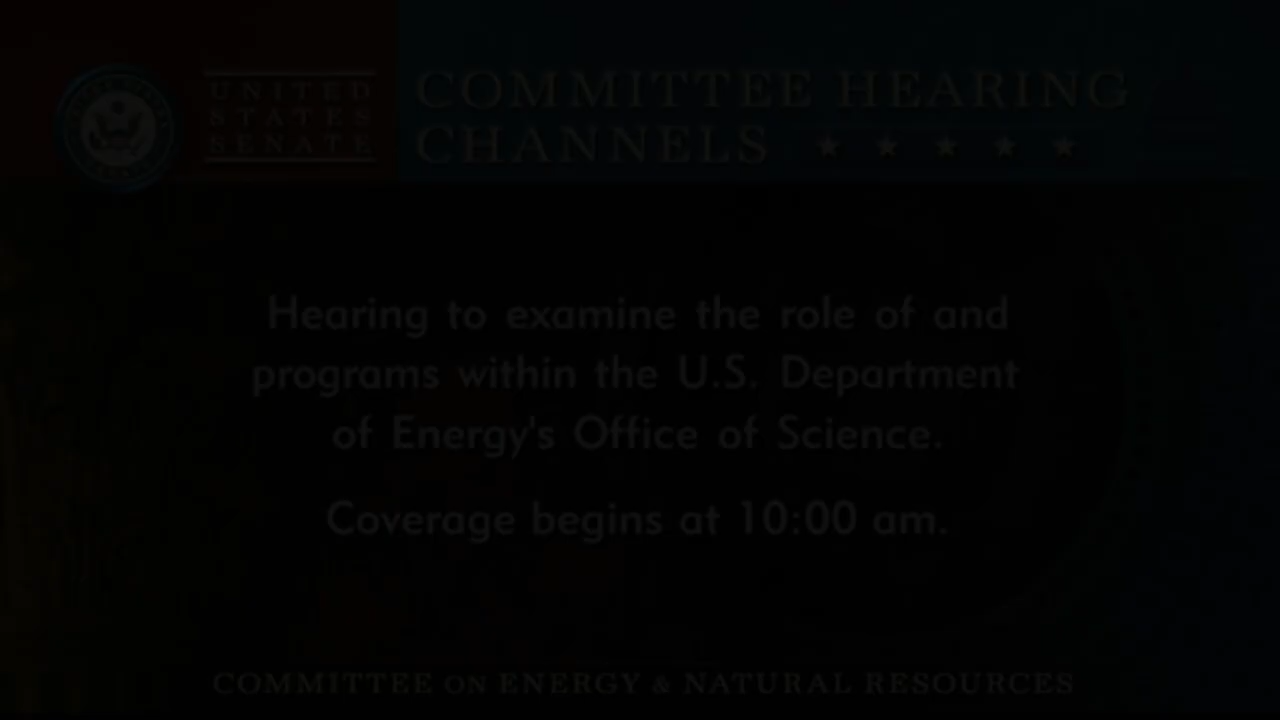 UNITED
STATES
SENATE
COMMITTEE HEARING
CHANNELS
Hearing to examine the role of and
programs within the U.S. Department
of Energy's Office of Science.
Coverage begins at 10:00 am.
COMMITTEE ON ENERGY & NATURAL RESOURCES